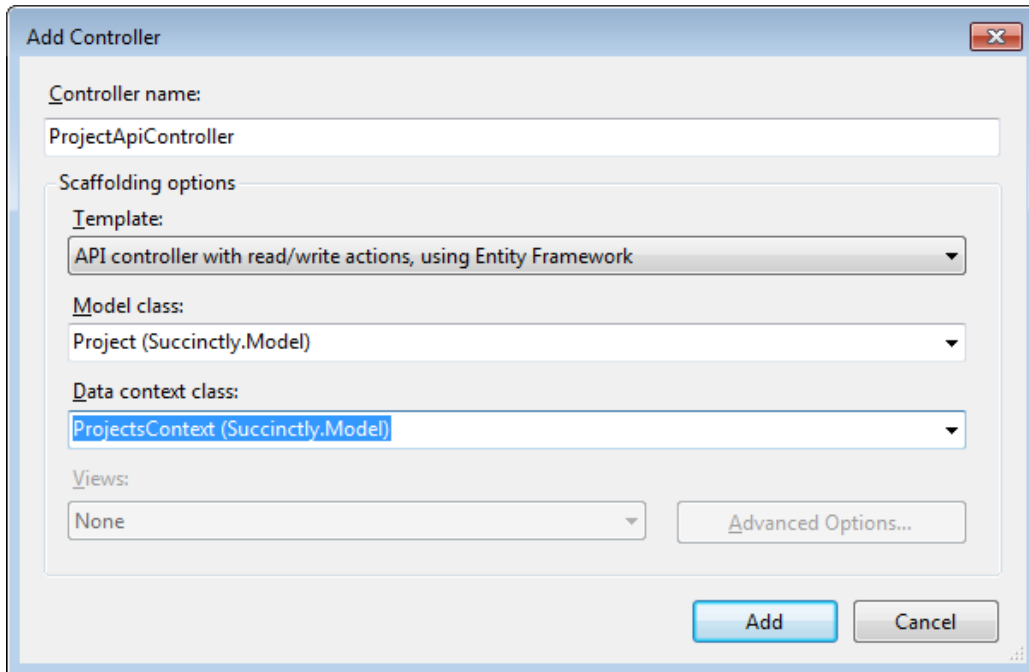 Add Controller
Controller name:
ProjectApiController
Scaffolding options
Template:
API controller with read/write actions, using Entity Framework
Model class:
Project (Succinctly.Model)
Data context class:
ProjectsContext (Succinctly.Model)
Views:
None
Advanced Options...
Add Cancel